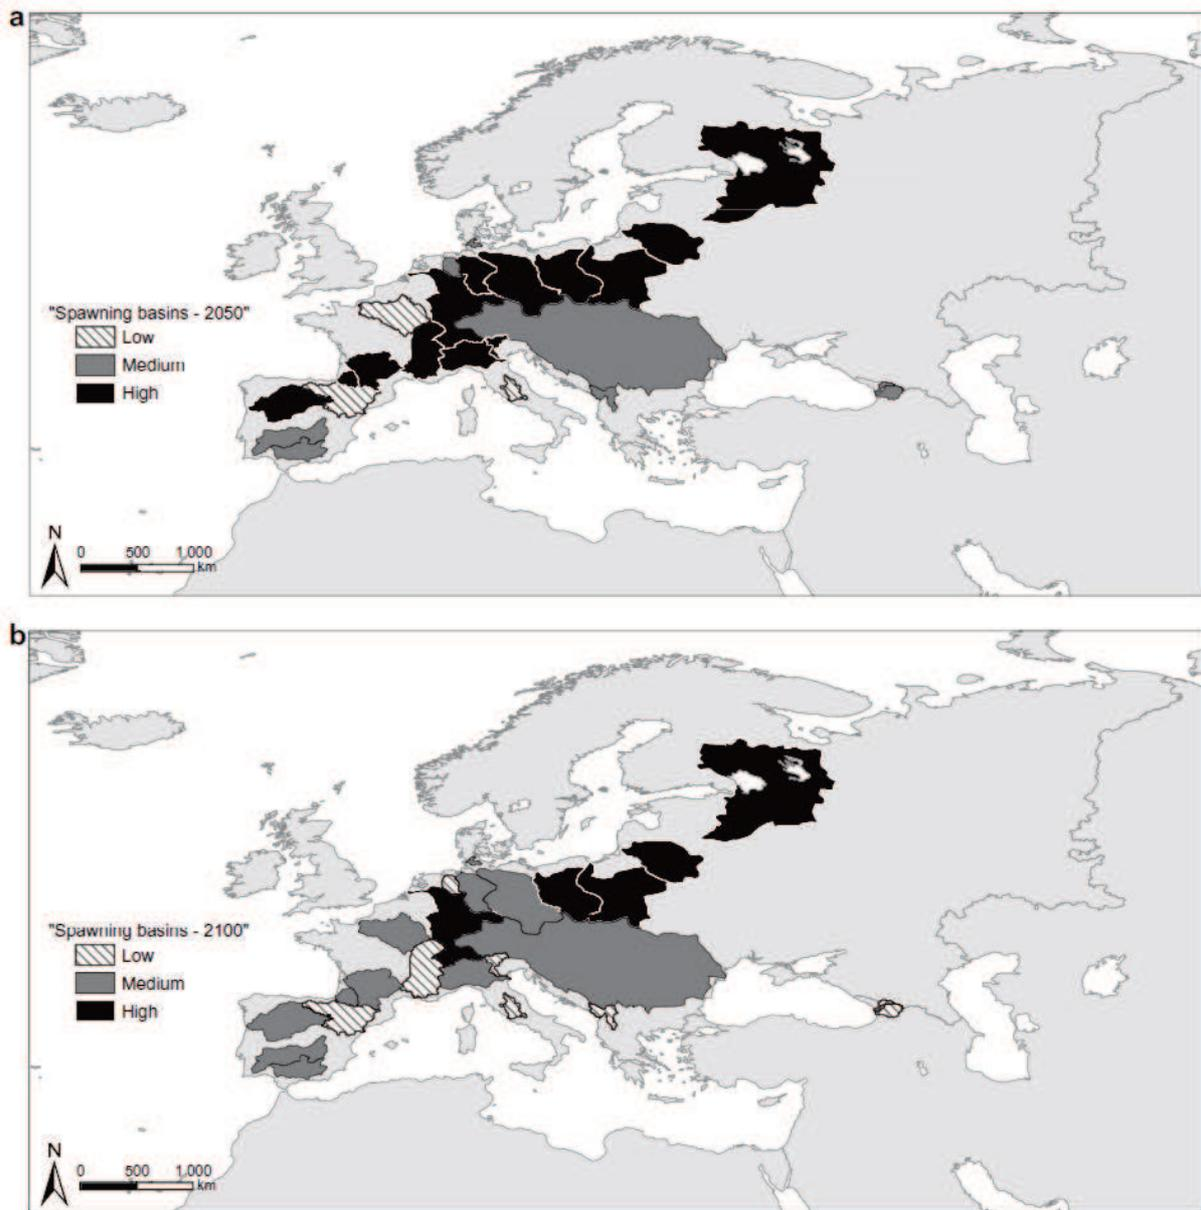 a
"Spawning basins - 2050"
Low
Medium
High
N
0 500 1,000
km
b
"Spawning basins - 2100"
Low
Medium
High
N
0 500 1,000
km